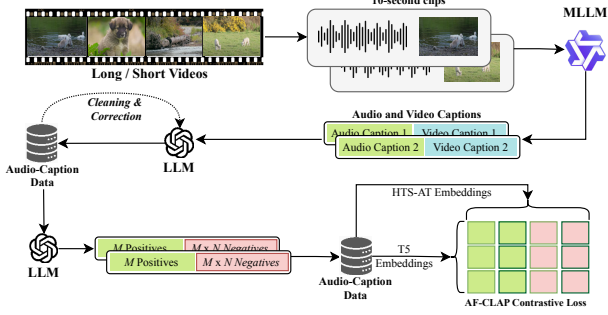 10-second clips
MLLM
Long / Short Videos
Cleaning &
Correction
Audio and Video Captions
Audio Caption 1 Video Caption 1
Audio Caption 2 Video Caption 2
LLM
Audio-Caption
Data
HTS-AT Embeddings
LLM
M Positives M x N Negatives
M Positives M x N Negatives
T5
Embeddings
Audio-Caption
Data
AF-CLAP Contrastive Loss